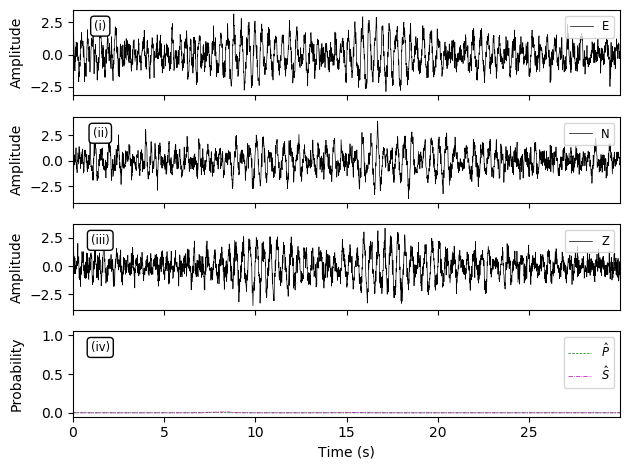 2.5
0.0
−2.5
Amplitude
(i)
E
2.5
0.0
−2.5
Amplitude
(ii)
N
2.5
0.0
−2.5
Amplitude
(iii)
Z
1.0
0.5
0.0
Probability
(iv)
P̂
Ŝ
0 5 10 15 20 25
Time (s)